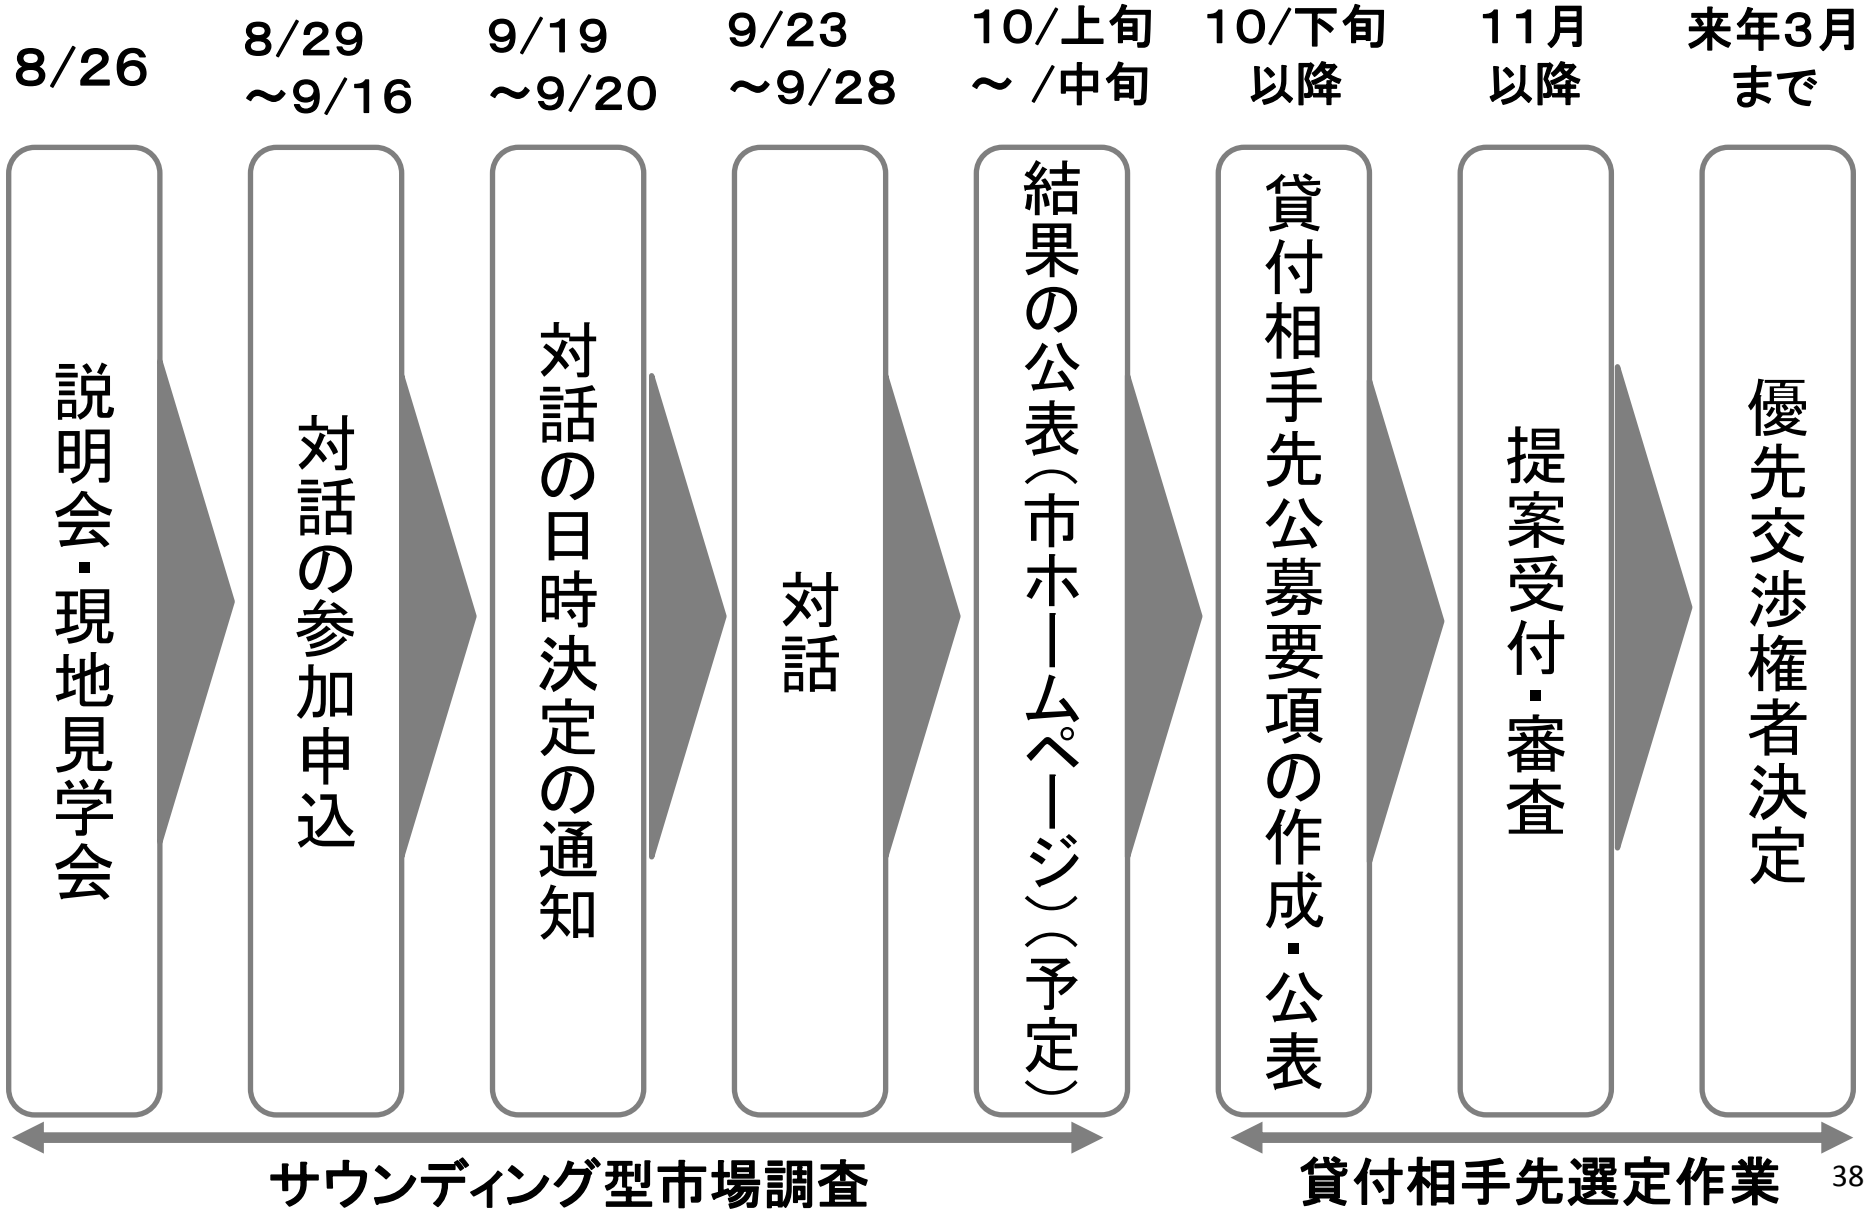 8/26
8/29
～9/16
9/19
～9/20
9/23
～9/28
10/上旬
～ /中旬
10/下旬
以降
11月
以降
来年3月
まで
説明会・現地見学会
対話の参加申込
対話の日時決定の通知
対話
結果の公表(市ホームページ)(予定)
貸付相手先公募要項の作成・公表
提案受付・審査
優先交渉権者決定
サウンディング型市場調査
貸付相手先選定作業
38